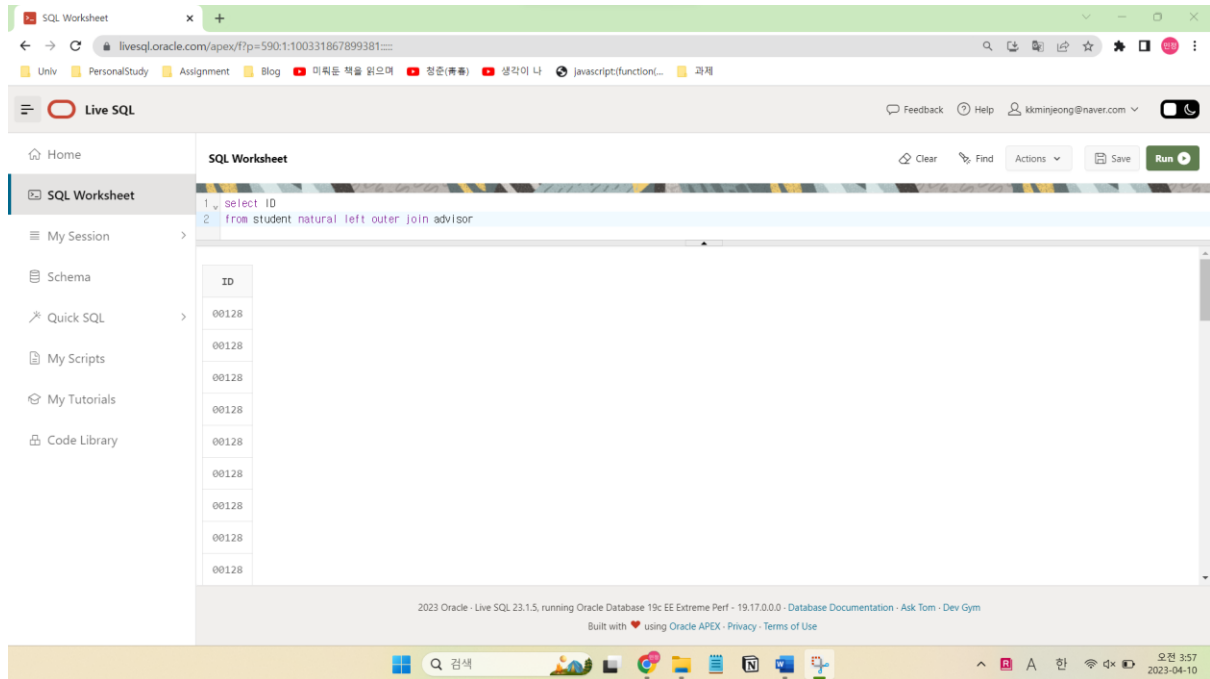 SQL Worksheet
livesql.oracle.com/apex/f?p=590:1:100331867899381:::::
Univ PersonalStudy Assignment Blog 미뤄둔 책을 읽으며 청춘(靑春) 생각이 나 javascript:(function(... 과제
Live SQL Feedback Help kkminjeong@naver.com
Home
SQL Worksheet Clear Find Actions Save Run
SQL Worksheet
1 select ID
2 from student natural left outer join advisor
My Session
Schema
Quick SQL
My Scripts
My Tutorials
Code Library
ID
00128
00128
00128
00128
00128
00128
00128
00128
00128
2023 Oracle · Live SQL 23.1.5, running Oracle Database 19c EE Extreme Perf - 19.17.0.0.0 · Database Documentation · Ask Tom · Dev Gym
Built with ❤ using Oracle APEX · Privacy · Terms of Use
검색
A 한 오전 3:57
2023-04-10